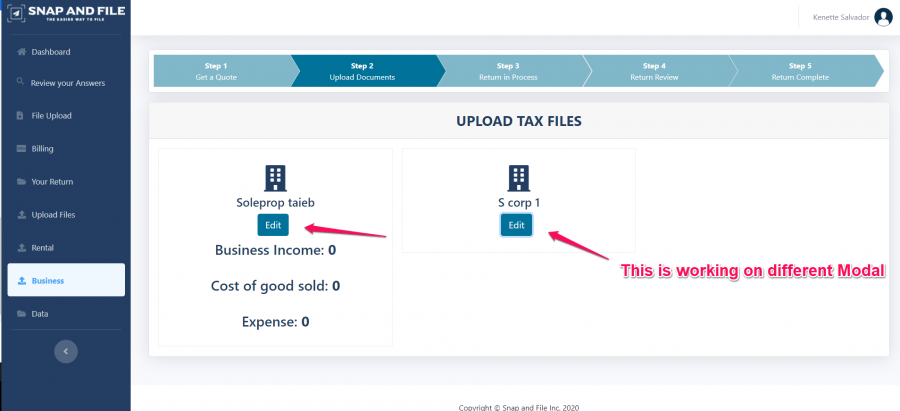 SNAP AND FILE
THE EASIER WAY TO FILE
Kenette Salvador
Dashboard
Review your Answers
File Upload
Billing
Your Return
Upload Files
Rental
Business
Data
Step 1
Get a Quote
Step 2
Upload Documents
Step 3
Return in Process
Step 4
Return Review
Step 5
Return Complete
UPLOAD TAX FILES
Soleprop taieb
Edit
Business Income: 0
Cost of good sold: 0
Expense: 0
S corp 1
Edit
This is working on different Modal
Copyright © Snap and File Inc. 2020